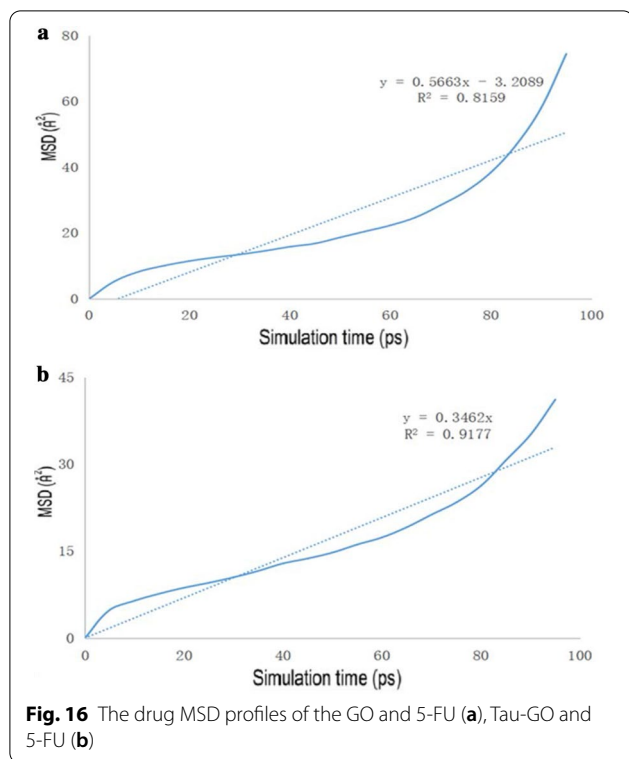 a
80
60
40
20
0
MSD (Å²)
y = 0.5663x − 3.2089
R² = 0.8159
0 20 40 60 80 100
Simulation time (ps)
b
45
30
15
0
MSD (Å²)
y = 0.3462x
R² = 0.9177
0 20 40 60 80 100
Simulation time (ps)
Fig. 16 The drug MSD profiles of the GO and 5-FU (a), Tau-GO and
5-FU (b)